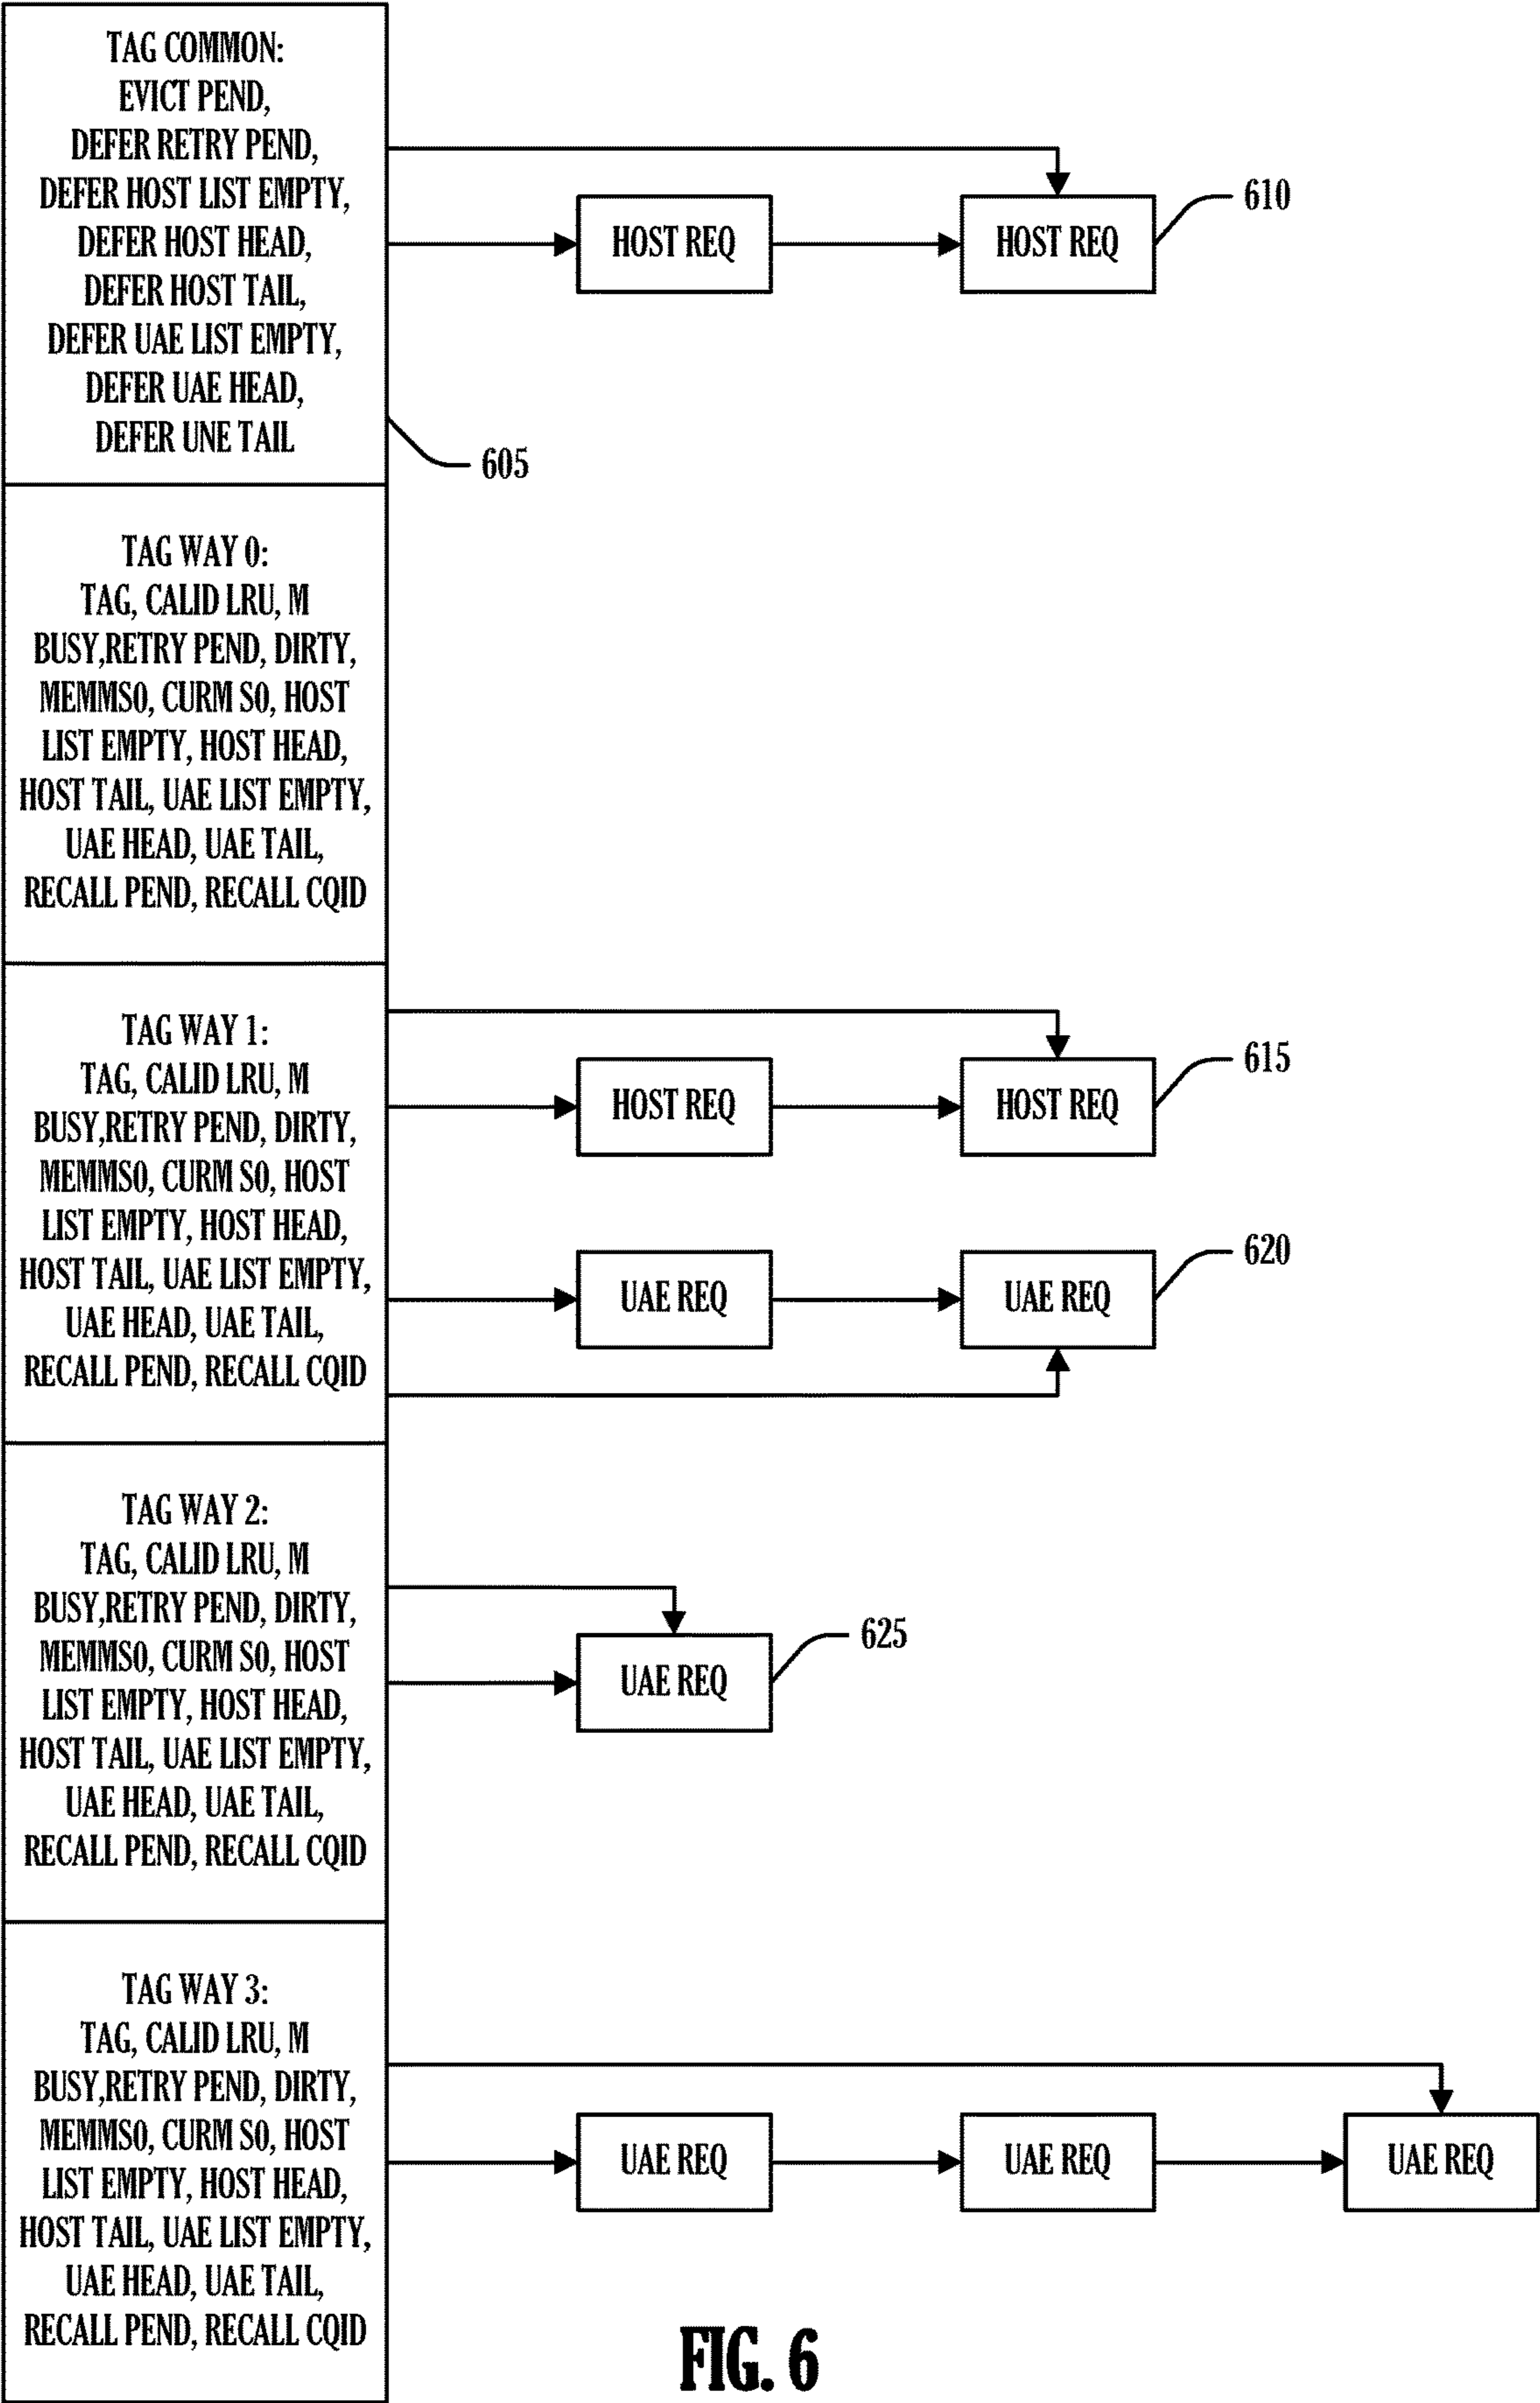 TAG COMMON:
EVICT PEND,
DEFER RETRY PEND,
DEFER HOST LIST EMPTY,
DEFER HOST HEAD,
DEFER HOST TAIL,
DEFER UAE LIST EMPTY,
DEFER UAE HEAD,
DEFER UNE TAIL
HOST REQ
HOST REQ
610
605
TAG WAY 0:
TAG, CALID LRU, M
BUSY,RETRY PEND, DIRTY,
MEMMS0, CURM S0, HOST
LIST EMPTY, HOST HEAD,
HOST TAIL, UAE LIST EMPTY,
UAE HEAD, UAE TAIL,
RECALL PEND, RECALL CQID
TAG WAY 1:
TAG, CALID LRU, M
BUSY,RETRY PEND, DIRTY,
MEMMS0, CURM S0, HOST
LIST EMPTY, HOST HEAD,
HOST TAIL, UAE LIST EMPTY,
UAE HEAD, UAE TAIL,
RECALL PEND, RECALL CQID
HOST REQ
HOST REQ
615
UAE REQ
UAE REQ
620
TAG WAY 2:
TAG, CALID LRU, M
BUSY,RETRY PEND, DIRTY,
MEMMS0, CURM S0, HOST
LIST EMPTY, HOST HEAD,
HOST TAIL, UAE LIST EMPTY,
UAE HEAD, UAE TAIL,
RECALL PEND, RECALL CQID
UAE REQ
625
TAG WAY 3:
TAG, CALID LRU, M
BUSY,RETRY PEND, DIRTY,
MEMMS0, CURM S0, HOST
LIST EMPTY, HOST HEAD,
HOST TAIL, UAE LIST EMPTY,
UAE HEAD, UAE TAIL,
RECALL PEND, RECALL CQID
UAE REQ
UAE REQ
UAE REQ
FIG. 6